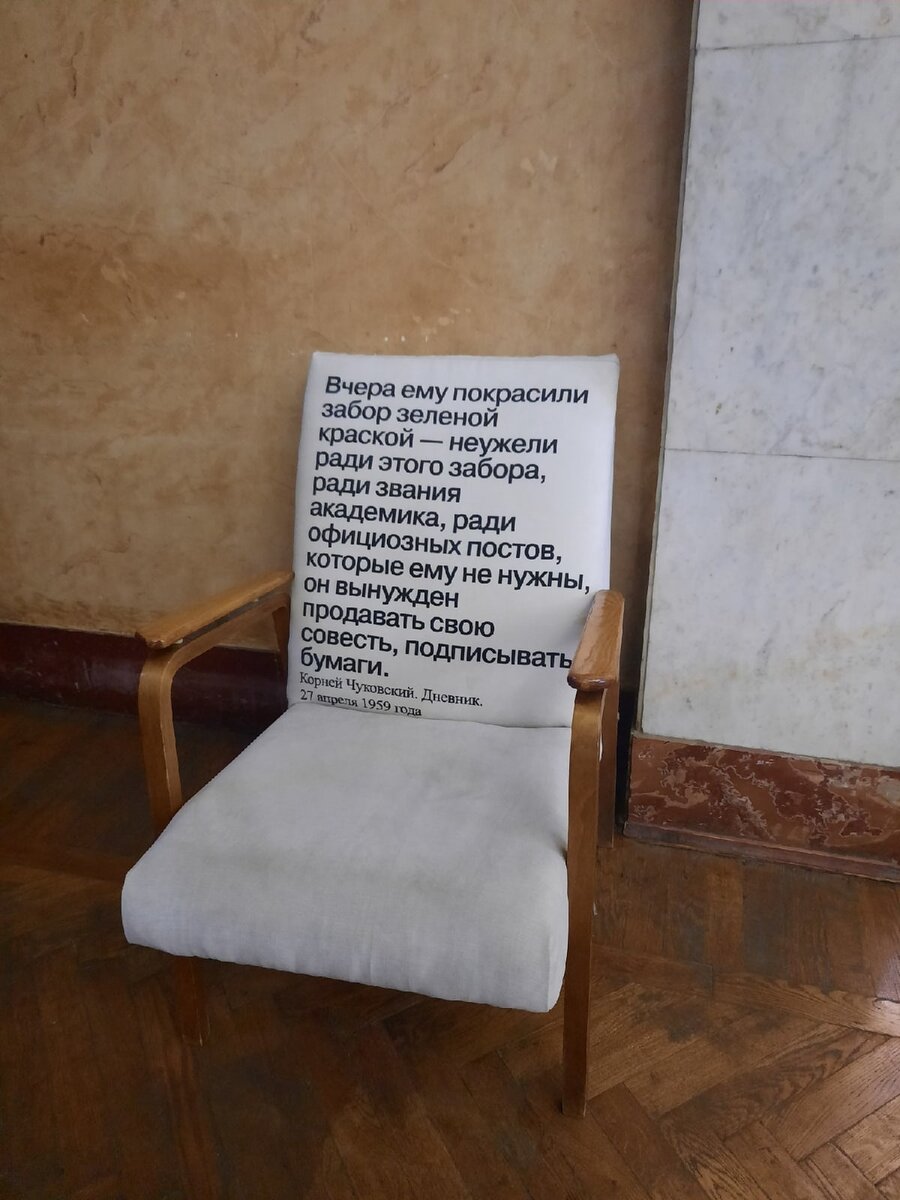 Вчера ему покрасили
забор зеленой
краской — неужели
ради этого забора,
ради звания
академика, ради
официозных постов,
которые ему не нужны,
он вынужден
продавать свою
совесть, подписывать
бумаги.
Корней Чуковский. Дневник.
27 апреля 1959 года